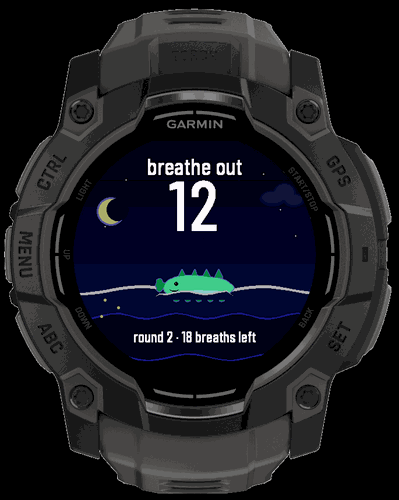 GARMIN
CTRL
LIGHT
GPS
START/STOP
breathe out
12
MENU
UP
ABC
DOWN
SET
BACK
round 2 · 18 breaths left